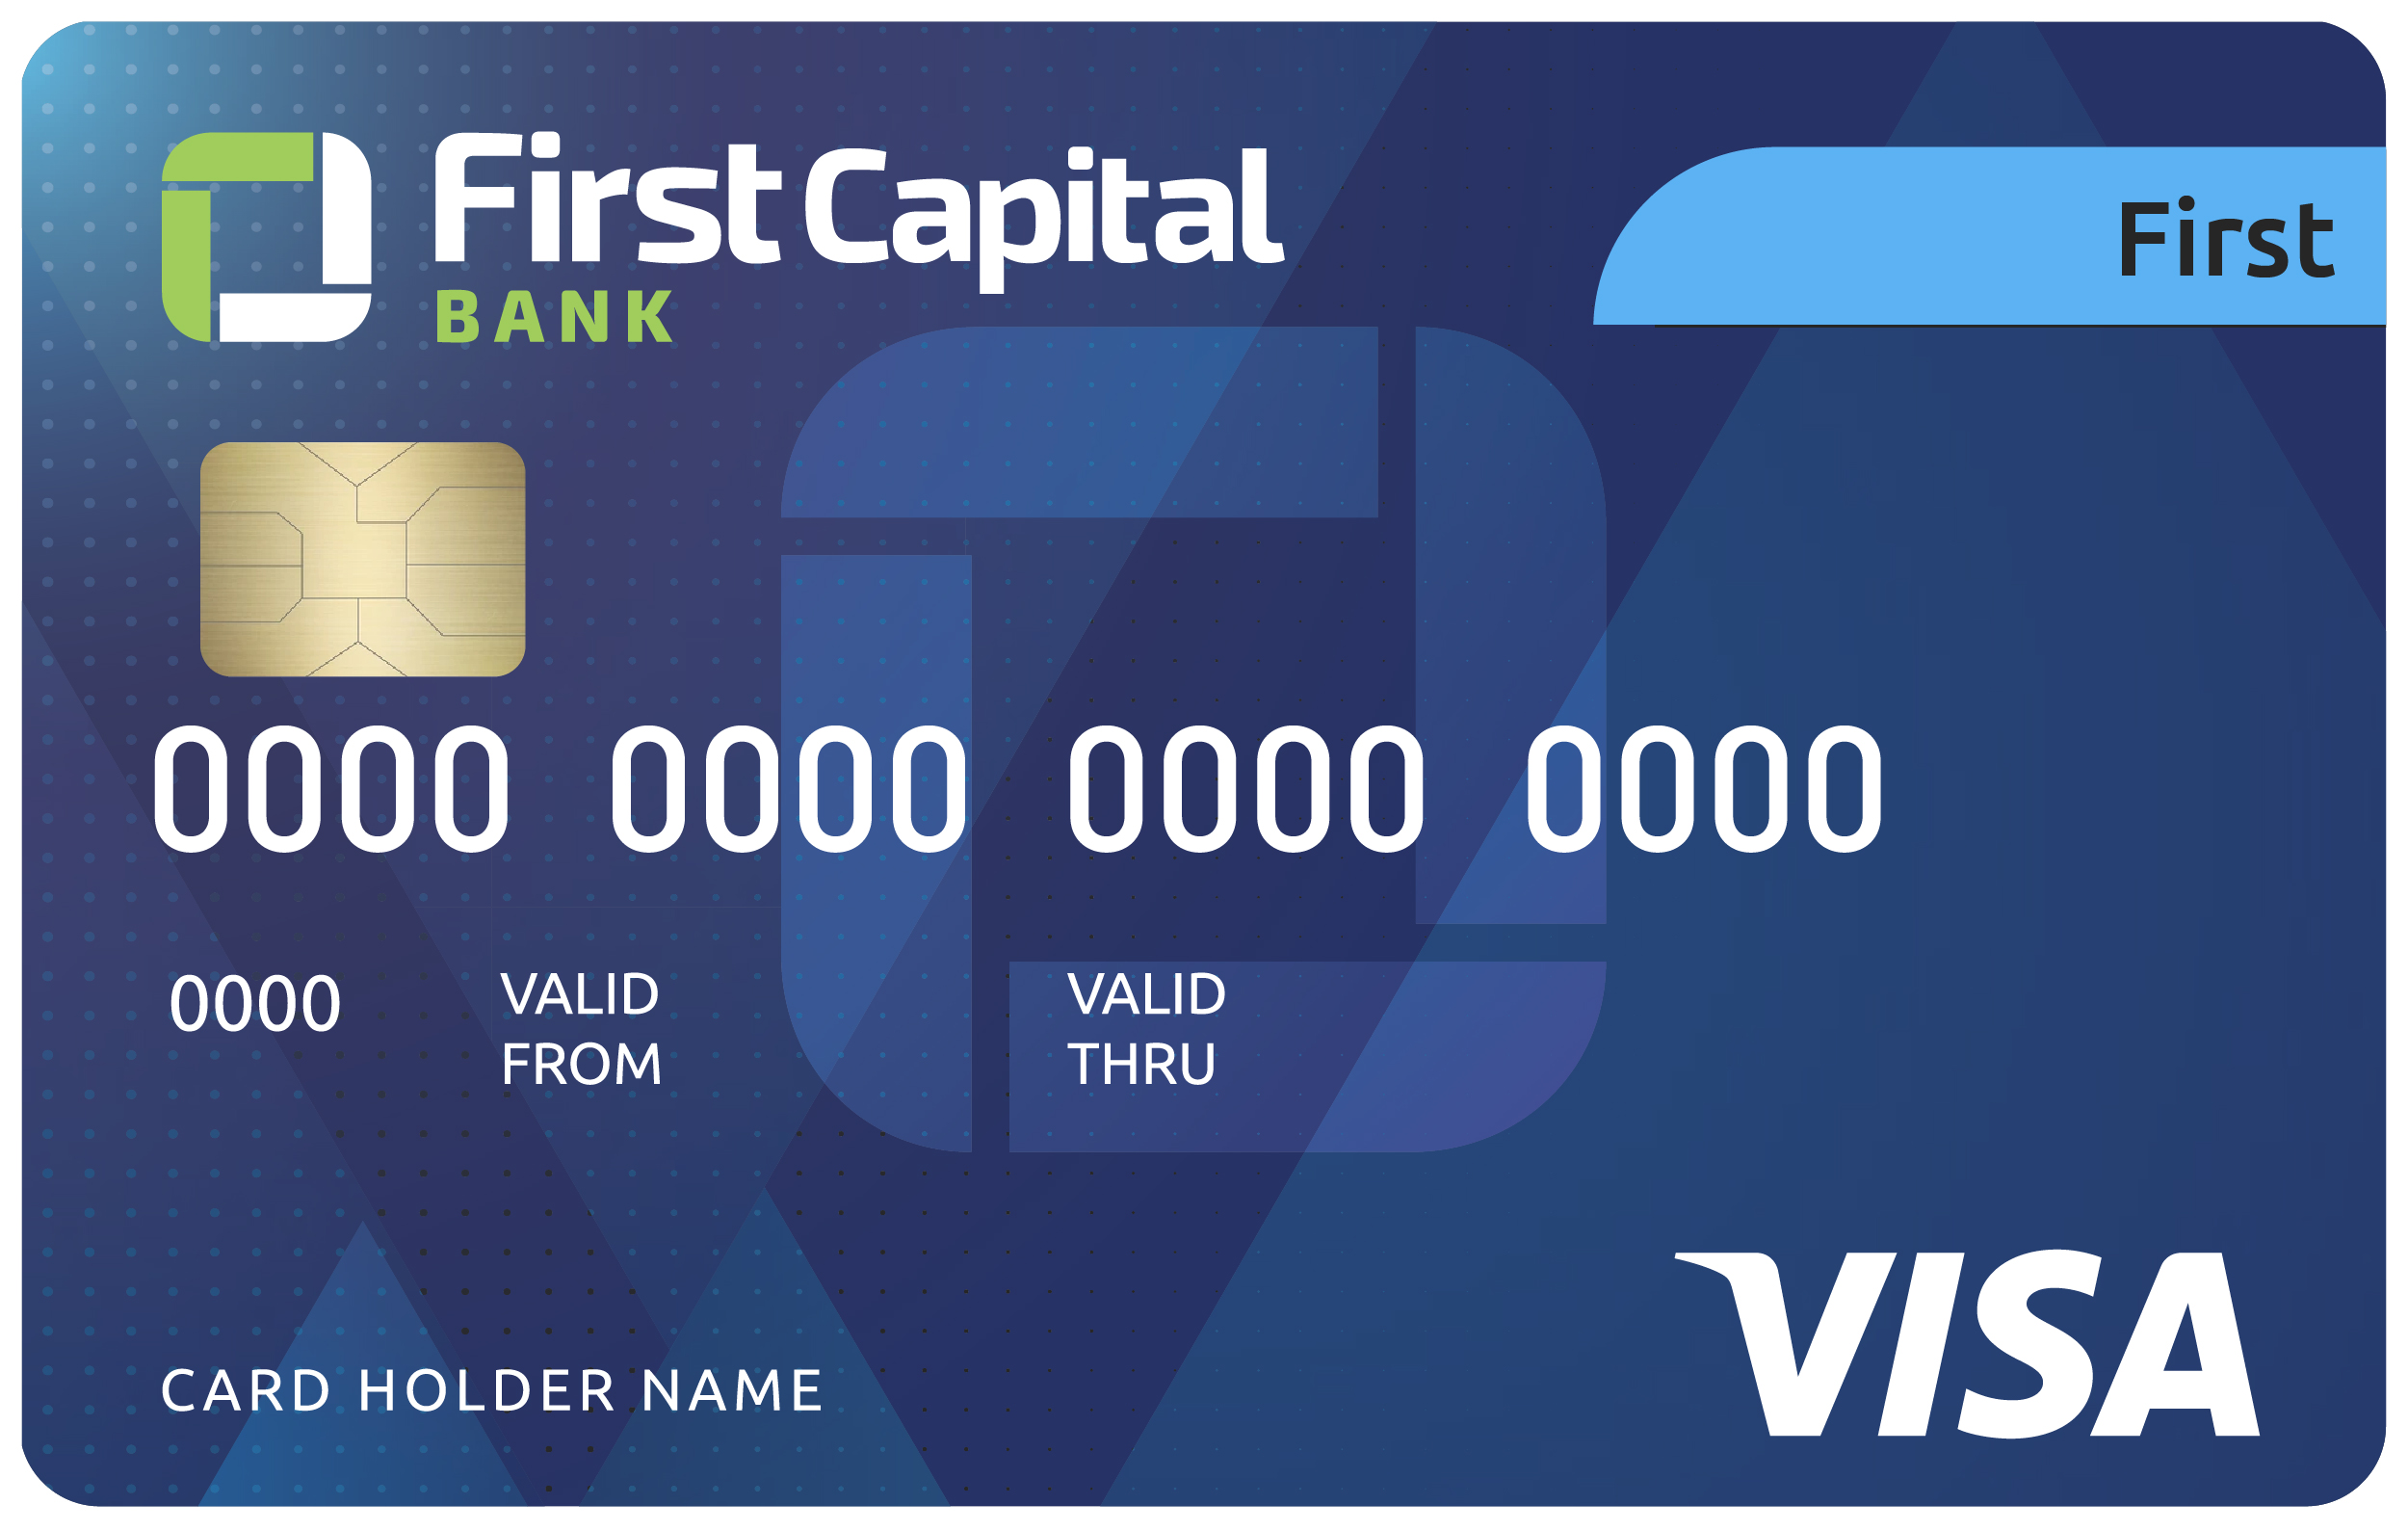 First Capital
BANK
First
0000 0000 0000 0000
0000
VALID
FROM
VALID
THRU
CARD HOLDER NAME
VISA